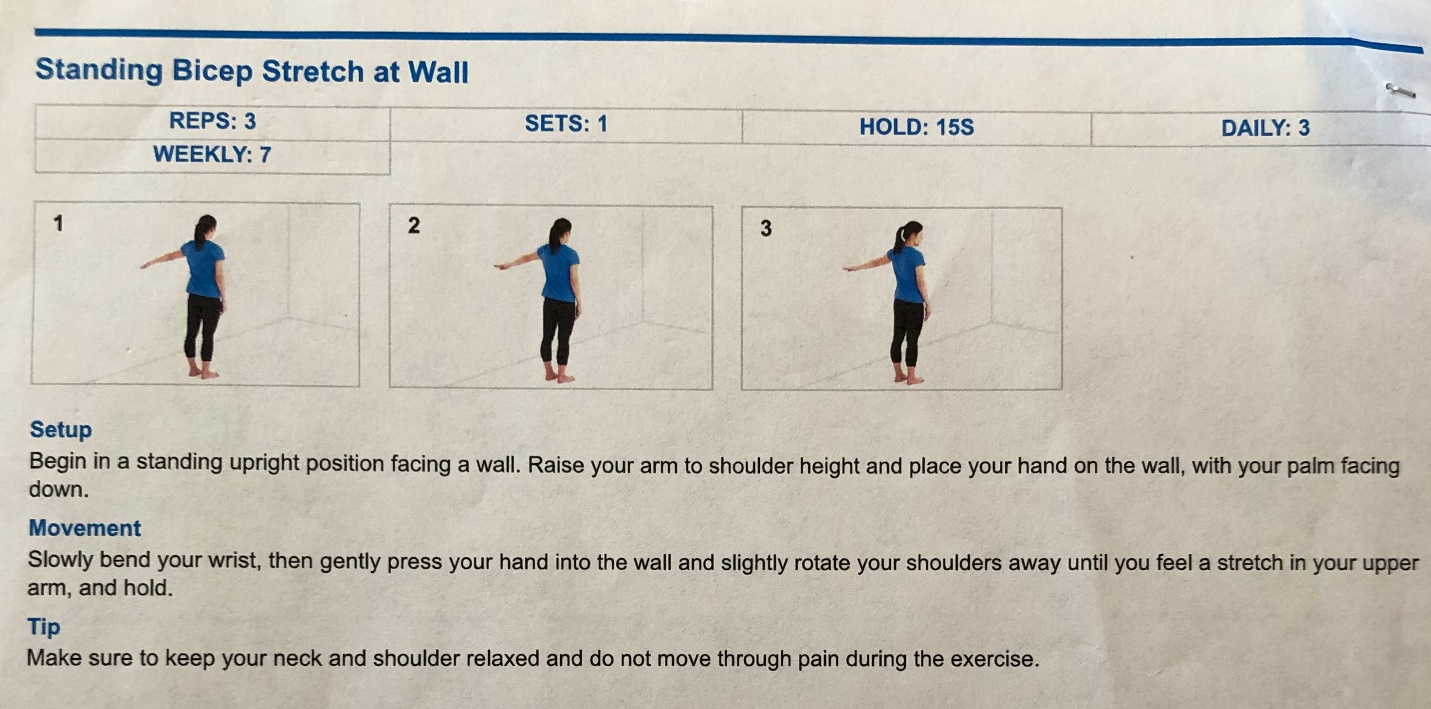 Standing Bicep Stretch at Wall
REPS: 3 SETS: 1 HOLD: 15S DAILY: 3
WEEKLY: 7
1 2 3
Setup
Begin in a standing upright position facing a wall. Raise your arm to shoulder height and place your hand on the wall, with your palm facing
down.
Movement
Slowly bend your wrist, then gently press your hand into the wall and slightly rotate your shoulders away until you feel a stretch in your upper
arm, and hold.
Tip
Make sure to keep your neck and shoulder relaxed and do not move through pain during the exercise.